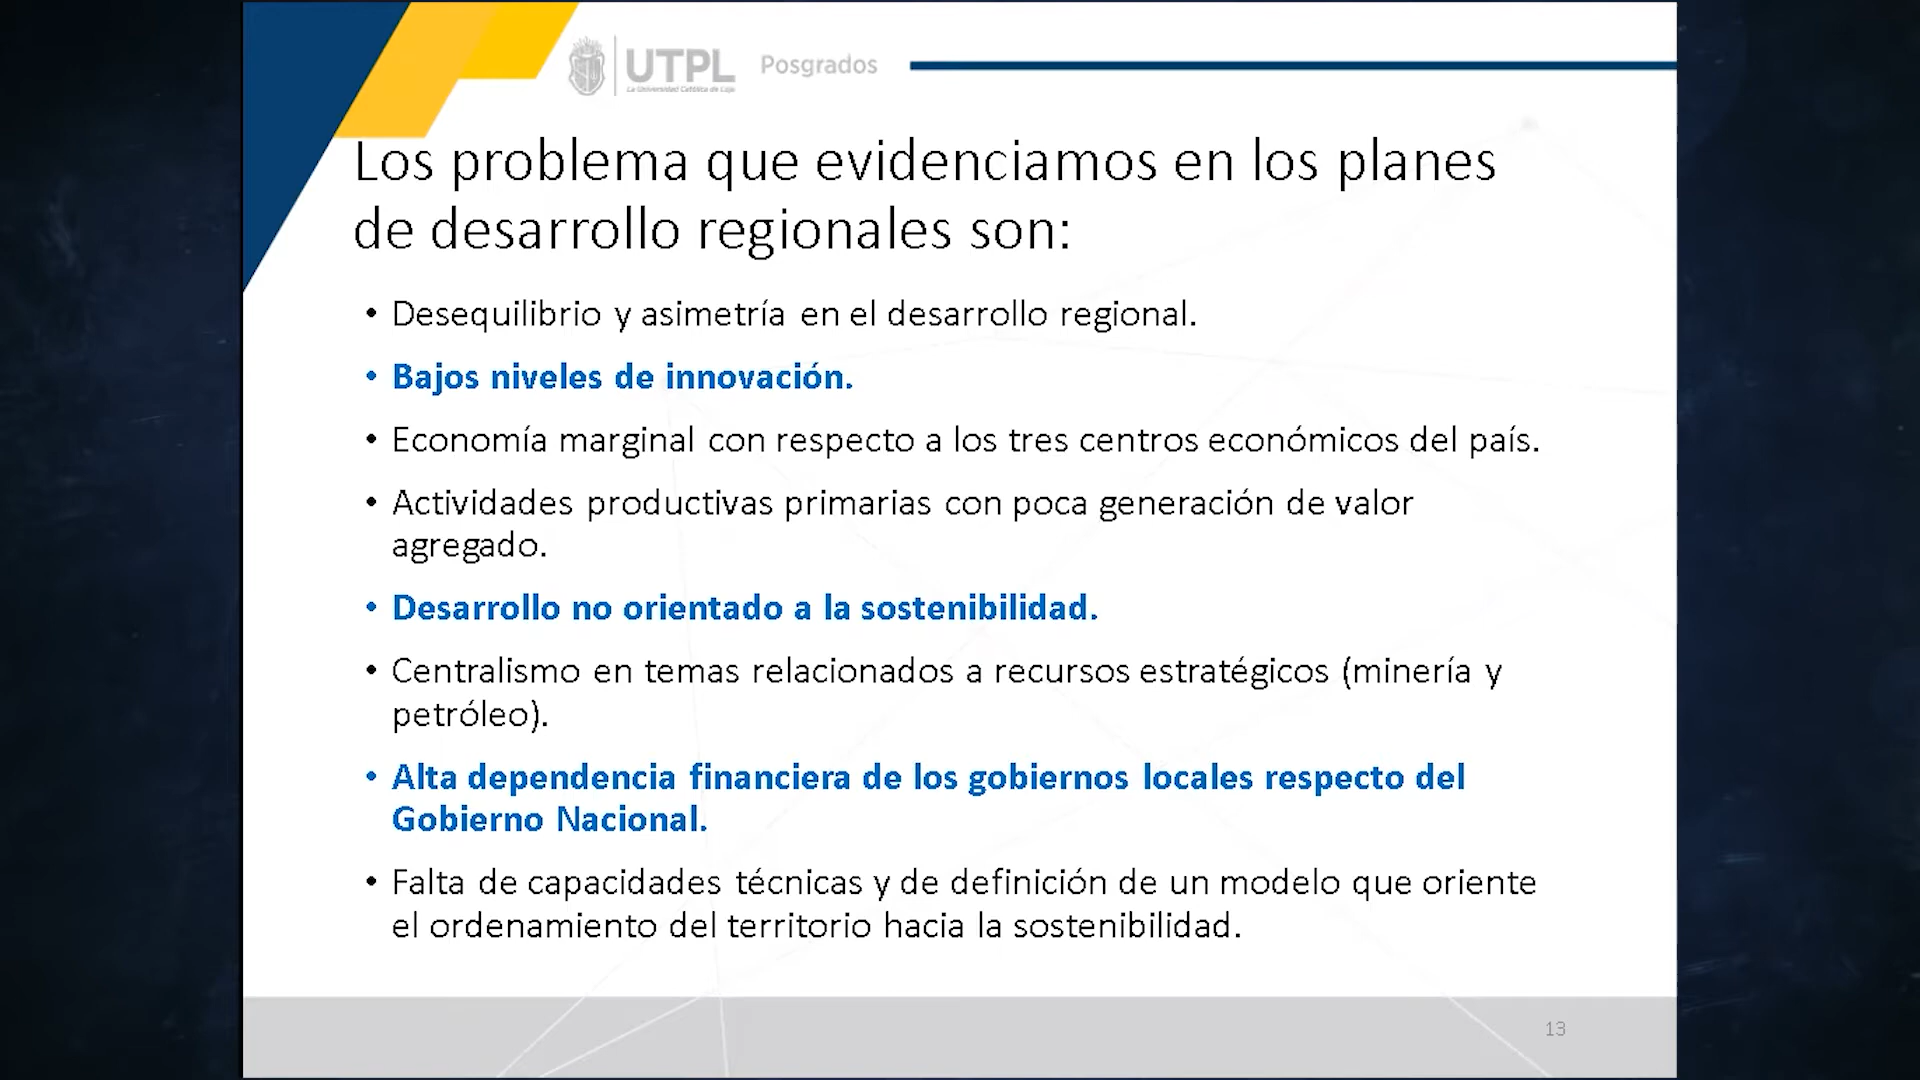 UTPL Posgrados
La Universidad Católica de Loja
Los problema que evidenciamos en los planes
de desarrollo regionales son:
• Desequilibrio y asimetría en el desarrollo regional.
• Bajos niveles de innovación.
• Economía marginal con respecto a los tres centros económicos del país.
• Actividades productivas primarias con poca generación de valor
agregado.
• Desarrollo no orientado a la sostenibilidad.
• Centralismo en temas relacionados a recursos estratégicos (minería y
petróleo).
• Alta dependencia financiera de los gobiernos locales respecto del
Gobierno Nacional.
• Falta de capacidades técnicas y de definición de un modelo que oriente
el ordenamiento del territorio hacia la sostenibilidad.
13